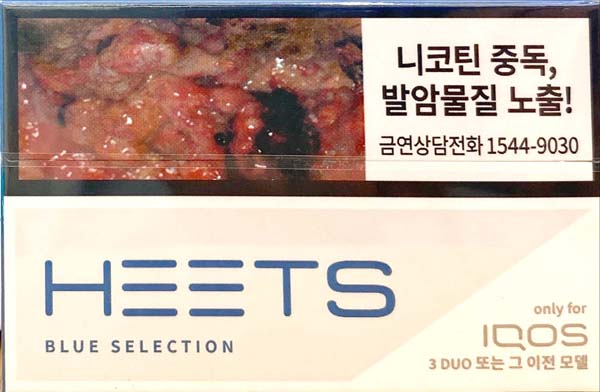 니코틴 중독,
발암물질 노출!
금연상담전화 1544-9030
HEETS
BLUE SELECTION
only for
IQOS
3 DUO 또는 그 이전 모델